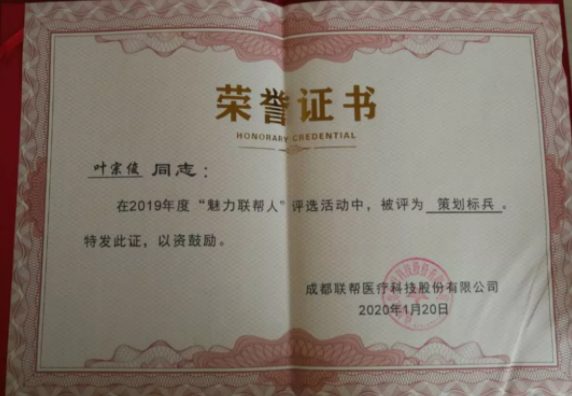 荣誉证书
HONORARY CREDENTIAL
叶宗俊 同志：
在2019年度“魅力联帮人”评选活动中，被评为 策划标兵 。
特发此证，以资鼓励。
成都联帮医疗科技股份有限公司
2020年1月20日